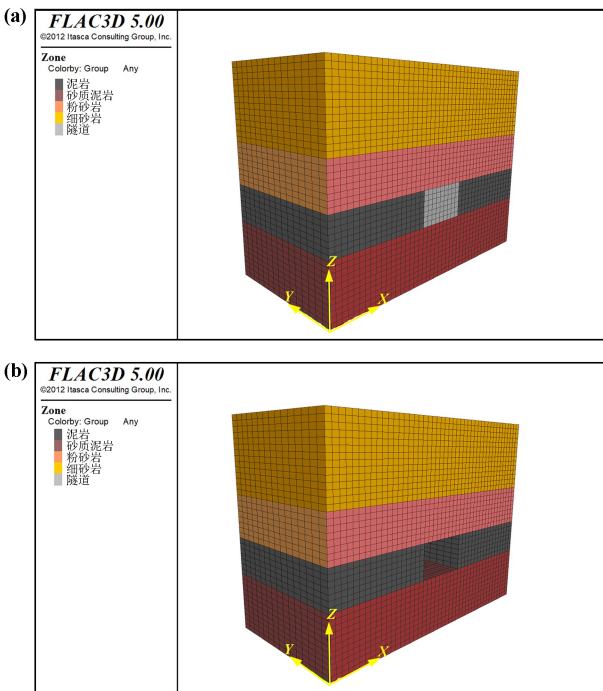 (a)
FLAC3D 5.00
©2012 Itasca Consulting Group, Inc.
Zone
Colorby: Group Any
泥岩
砂质泥岩
粉砂岩
细砂岩
隧道
Z
Y
X
(b)
FLAC3D 5.00
©2012 Itasca Consulting Group, Inc.
Zone
Colorby: Group Any
泥岩
砂质泥岩
粉砂岩
细砂岩
隧道
Z
Y
X